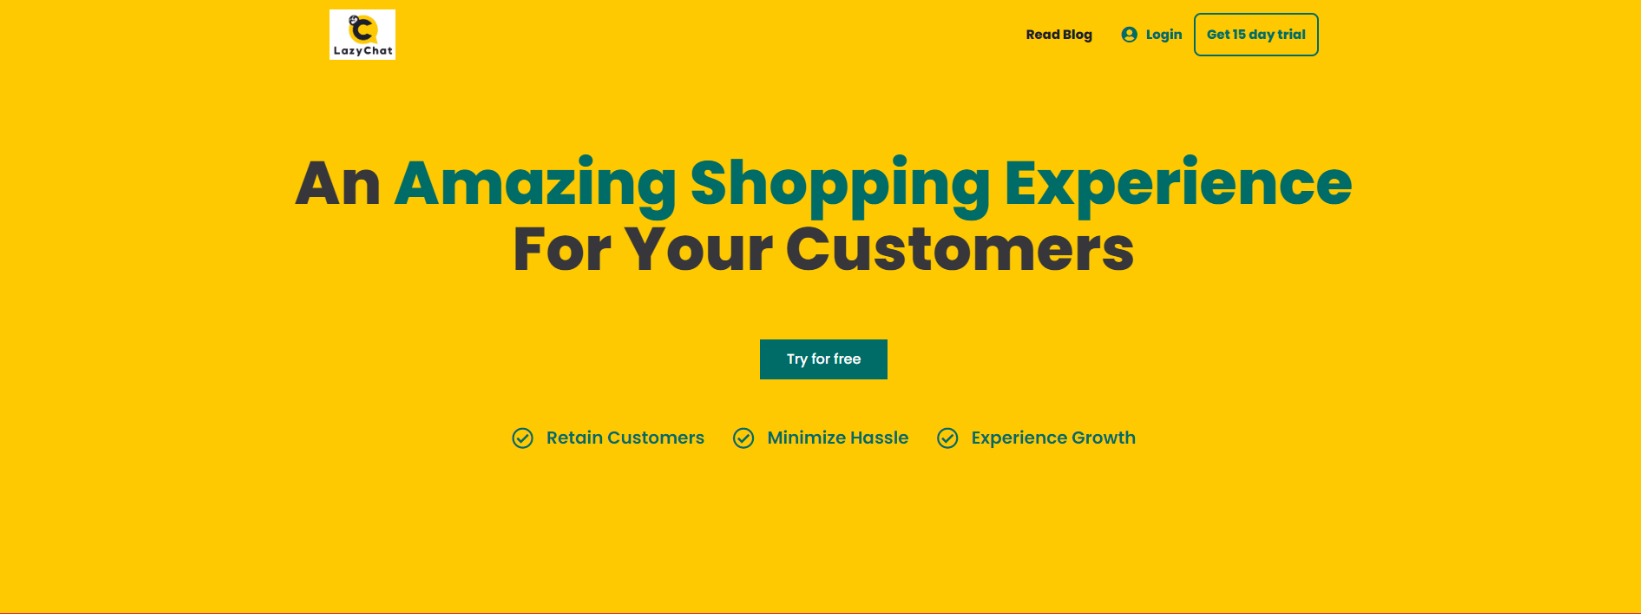 LazyChat
Read Blog
Login
Get 15 day trial
An Amazing Shopping Experience
For Your Customers
Try for free
Retain Customers
Minimize Hassle
Experience Growth